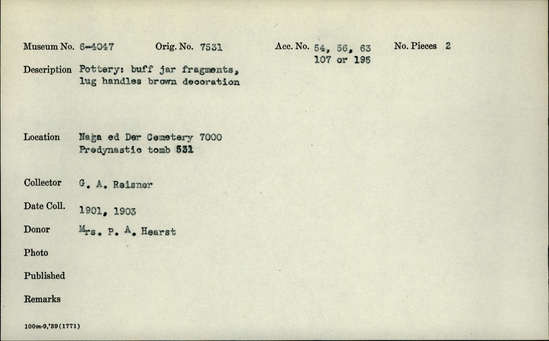 Museum No. 6-4047 Orig. No. 7531 Acc. No. 54, 56, 63 No. Pieces 2
107 or 195
Description Pottery: buff jar fragments,
lug handles brown decoration
Location Naga ed Der Cemetery 7000
Predynastic tomb 531
Collector G. A. Reisner
Date Coll. 1901, 1903
Donor Mrs. P. A. Hearst
Photo
Published
Remarks
100m-9,'39(1771)